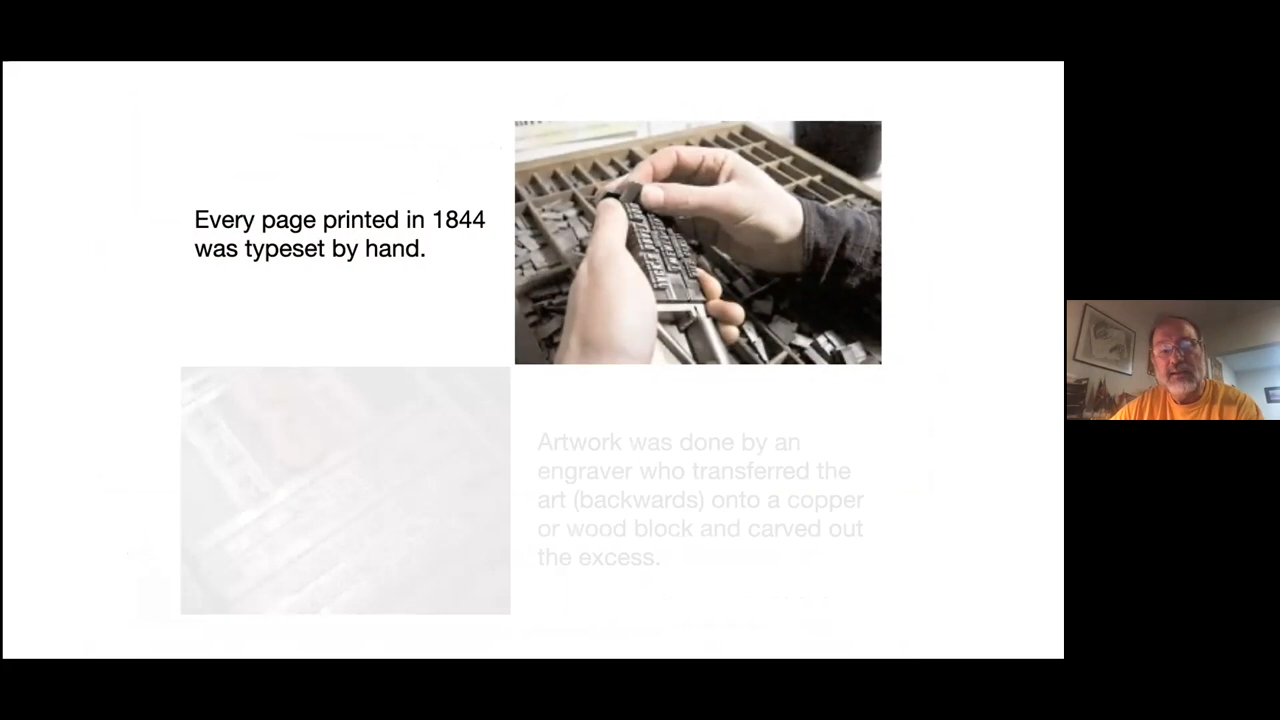 Every page printed in 1844
was typeset by hand.
Artwork was done by an
engraver who transferred the
art (backwards) onto a copper
or wood block and carved out
the excess.